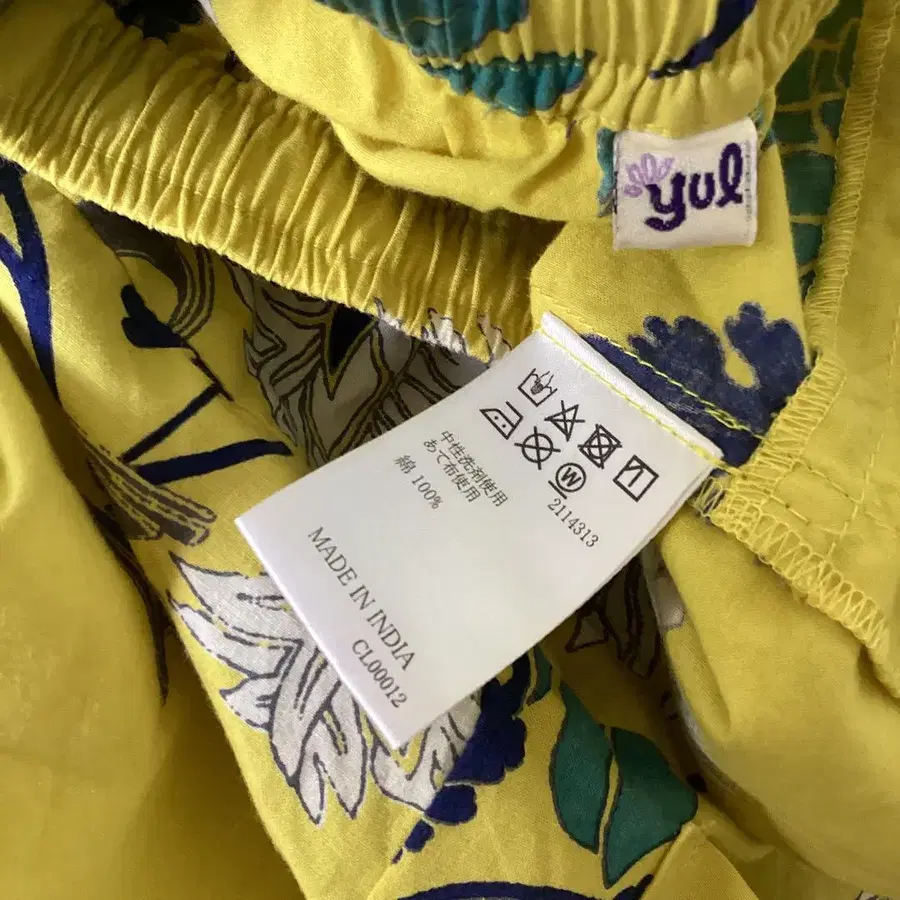 yul
W
2114313
中性洗剤使用
あて布使用
綿 100%
MADE IN INDIA
CL00012